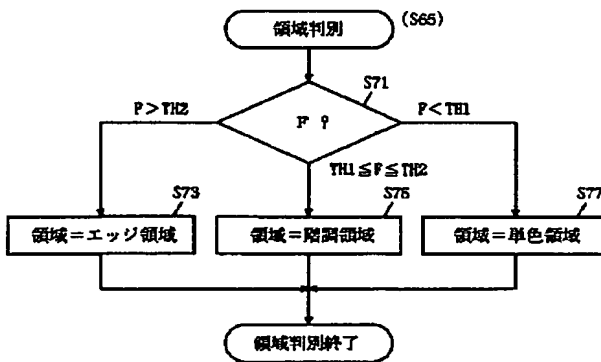 領域判別
(S65)
S71
F>TH2
F ?
F<TH1
TH1≦F≦TH2
S73
S75
S77
領域=エッジ領域
領域=階調領域
領域=単色領域
領域判別終了